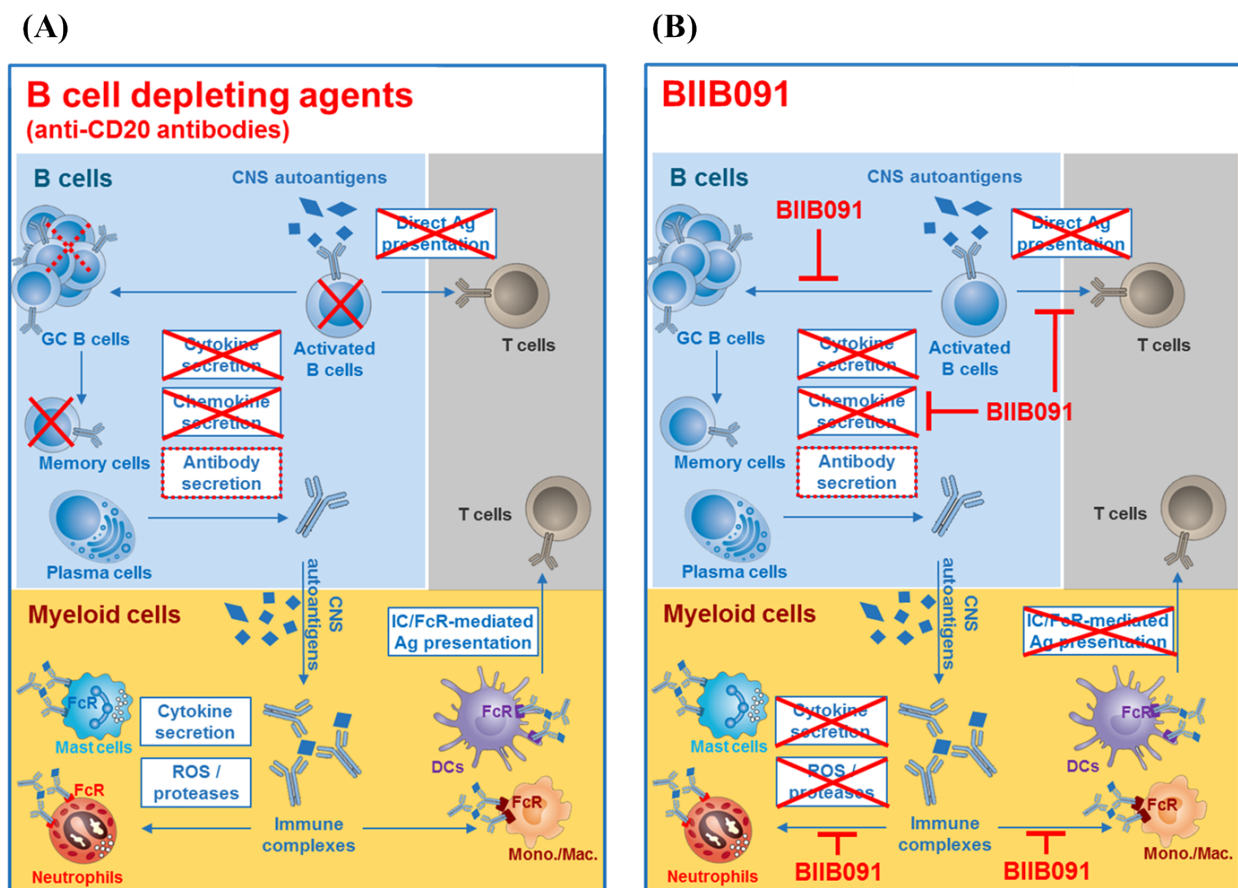 (A)
B cell depleting agents
(anti-CD20 antibodies)
B cells
CNS autoantigens
Direct Ag
presentation
GC B cells
Cytokine
secretion
Activated
B cells
T cells
Chemokine
secretion
Memory cells
Antibody
secretion
T cells
Plasma cells
CNS
autoantigens
Myeloid cells
IC/FcR-mediated
Ag presentation
FcR
Mast cells
Cytokine
secretion
FcR
DCs
ROS /
proteases
FcR
FcR
Immune
complexes
Neutrophils
Mono./Mac.
(B)
BIIB091
B cells
CNS autoantigens
BIIB091
Direct Ag
presentation
GC B cells
Cytokine
secretion
Activated
B cells
T cells
Chemokine
secretion
BIIB091
Memory cells
Antibody
secretion
T cells
Plasma cells
CNS
autoantigens
Myeloid cells
IC/FcR-mediated
Ag presentation
FcR
Mast cells
Cytokine
secretion
FcR
DCs
ROS /
proteases
FcR
FcR
Immune
complexes
Neutrophils
BIIB091
BIIB091
Mono./Mac.